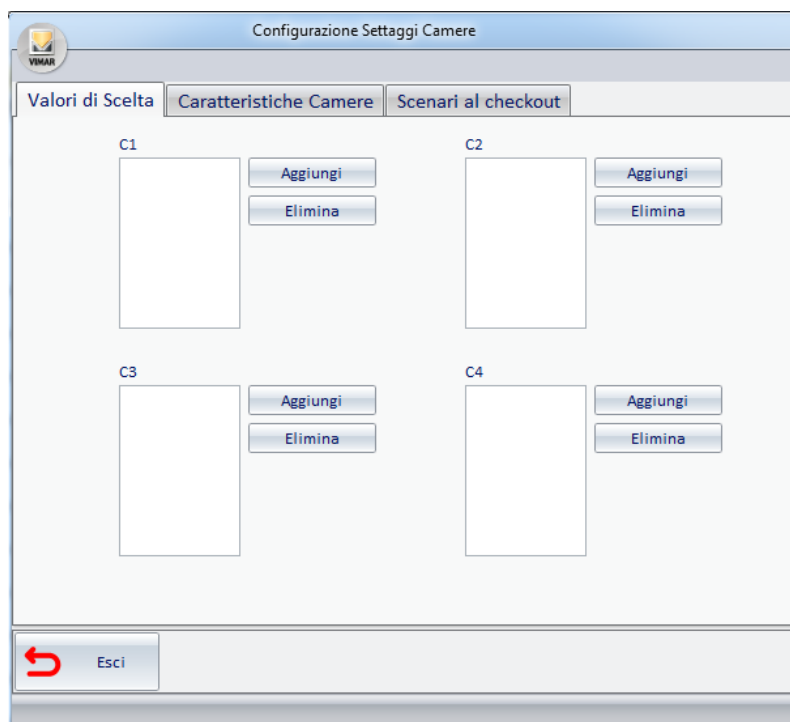 Configurazione Settaggi Camere
VIMAR
Valori di Scelta Caratteristiche Camere Scenari al checkout
C1 C2
Aggiungi Aggiungi
Elimina Elimina
C3 C4
Aggiungi Aggiungi
Elimina Elimina
Esci